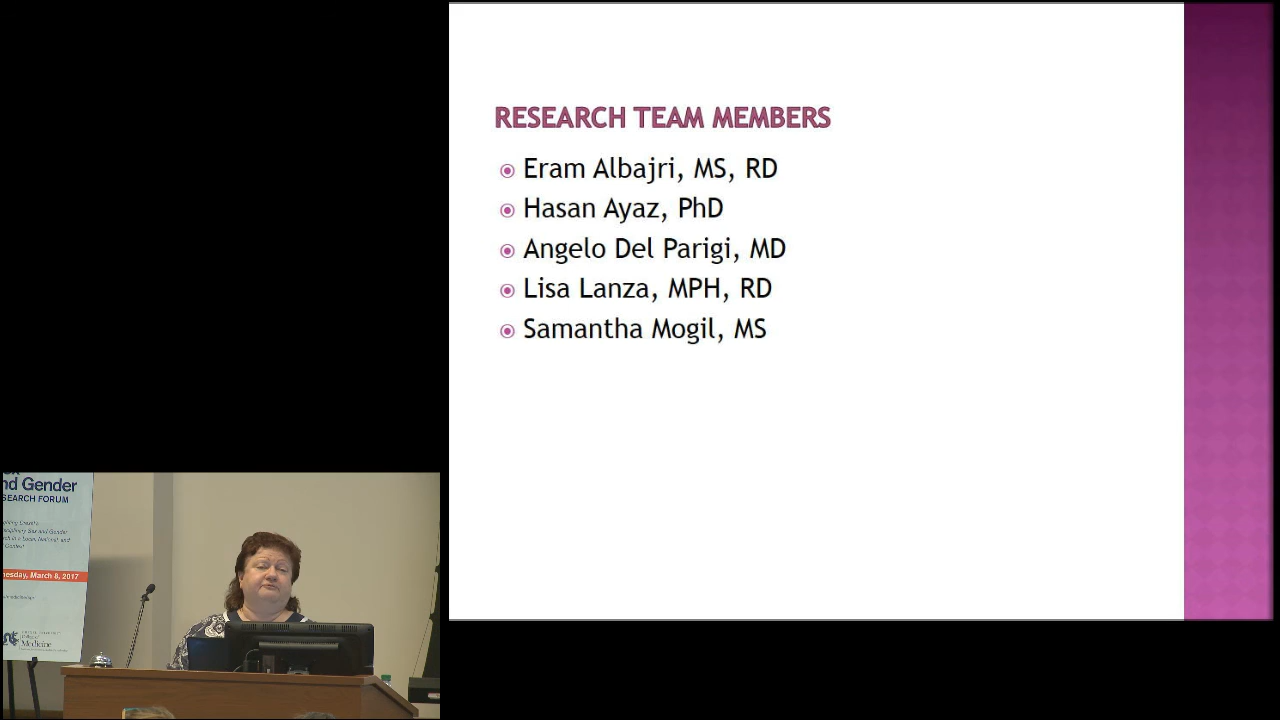 RESEARCH TEAM MEMBERS
Eram Albajri, MS, RD
Hasan Ayaz, PhD
Angelo Del Parigi, MD
Lisa Lanza, MPH, RD
Samantha Mogil, MS
nd Gender
SEARCH FORUM
nesday, March 8, 2017
Medicine